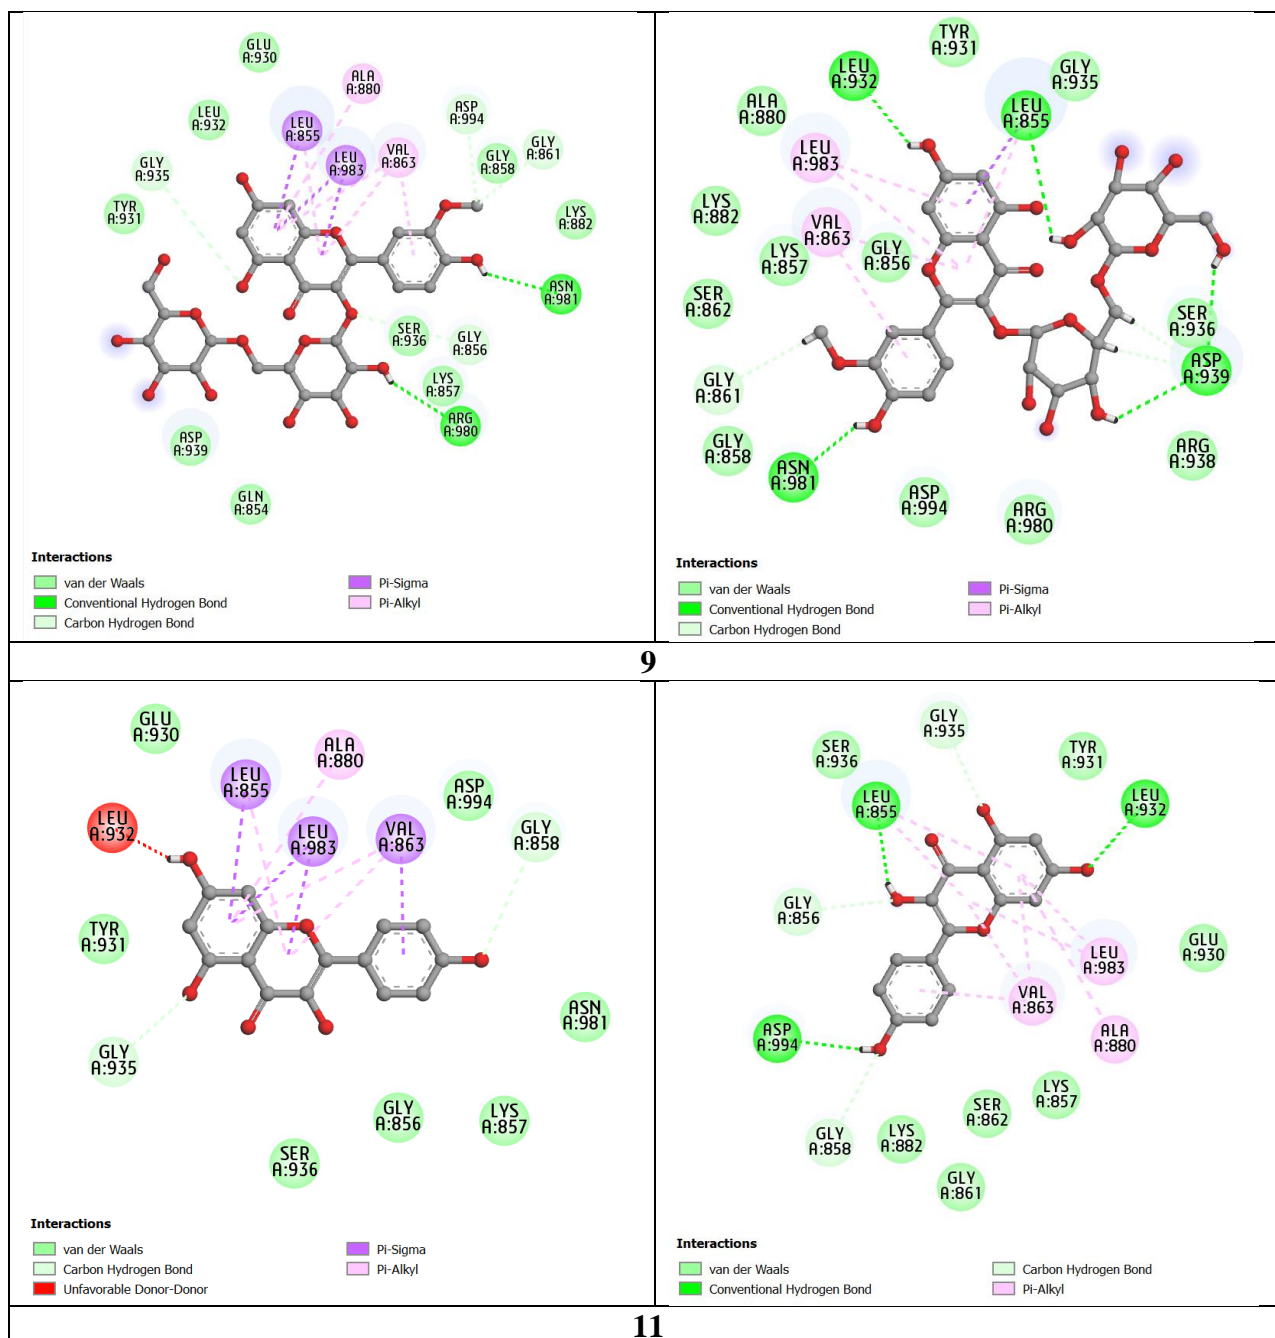 GLU
A:930
ALA
A:880
LEU
A:932
LEU
A:855
ASP
A:994
LEU
A:983
VAL
A:863
GLY
A:858
GLY
A:861
GLY
A:935
TYR
A:931
LYS
A:882
ASN
A:981
SER
A:936
GLY
A:856
LYS
A:857
ARG
A:980
ASP
A:939
GLN
A:854
Interactions
van der Waals
Conventional Hydrogen Bond
Carbon Hydrogen Bond
Pi-Sigma
Pi-Alkyl
TYR
A:931
LEU
A:932
GLY
A:935
ALA
A:880
LEU
A:855
LEU
A:983
LYS
A:882
VAL
A:863
LYS
A:857
GLY
A:856
SER
A:862
SER
A:936
ASP
A:939
GLY
A:861
GLY
A:858
ASN
A:981
ARG
A:938
ASP
A:994
ARG
A:980
Interactions
van der Waals
Conventional Hydrogen Bond
Carbon Hydrogen Bond
Pi-Sigma
Pi-Alkyl
9
GLU
A:930
ALA
A:880
LEU
A:855
ASP
A:994
LEU
A:932
LEU
A:983
VAL
A:863
GLY
A:858
TYR
A:931
ASN
A:981
GLY
A:935
GLY
A:856
LYS
A:857
SER
A:936
Interactions
van der Waals
Carbon Hydrogen Bond
Unfavorable Donor-Donor
Pi-Sigma
Pi-Alkyl
GLY
A:935
SER
A:936
TYR
A:931
LEU
A:855
LEU
A:932
GLY
A:856
GLU
A:930
LEU
A:983
VAL
A:863
ASP
A:994
ALA
A:880
LYS
A:857
SER
A:862
GLY
A:858
LYS
A:882
GLY
A:861
Interactions
van der Waals
Conventional Hydrogen Bond
Carbon Hydrogen Bond
Pi-Alkyl
11